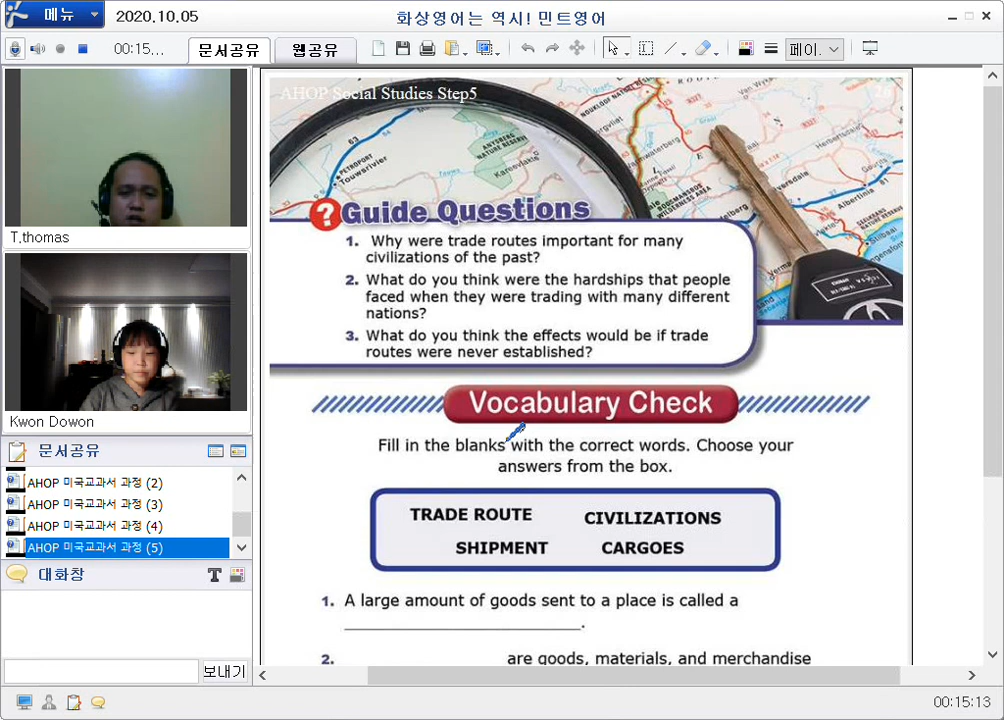 메뉴 2020.10.05 화상영어는 역시! 민트영어
00:15... 문서공유 웹공유 페이.
T.thomas
Kwon Dowon
문서공유
AHOP 미국교과서 과정 (2)
AHOP 미국교과서 과정 (3)
AHOP 미국교과서 과정 (4)
AHOP 미국교과서 과정 (5)
대화창
보내기
AHOP Social Studies Step5
Guide Questions
1. Why were trade routes important for many
civilizations of the past?
2. What do you think were the hardships that people
faced when they were trading with many different
nations?
3. What do you think the effects would be if trade
routes were never established?
Vocabulary Check
Fill in the blanks with the correct words. Choose your
answers from the box.
TRADE ROUTE CIVILIZATIONS
SHIPMENT CARGOES
1. A large amount of goods sent to a place is called a
.
2. are goods, materials, and merchandise
00:15:13